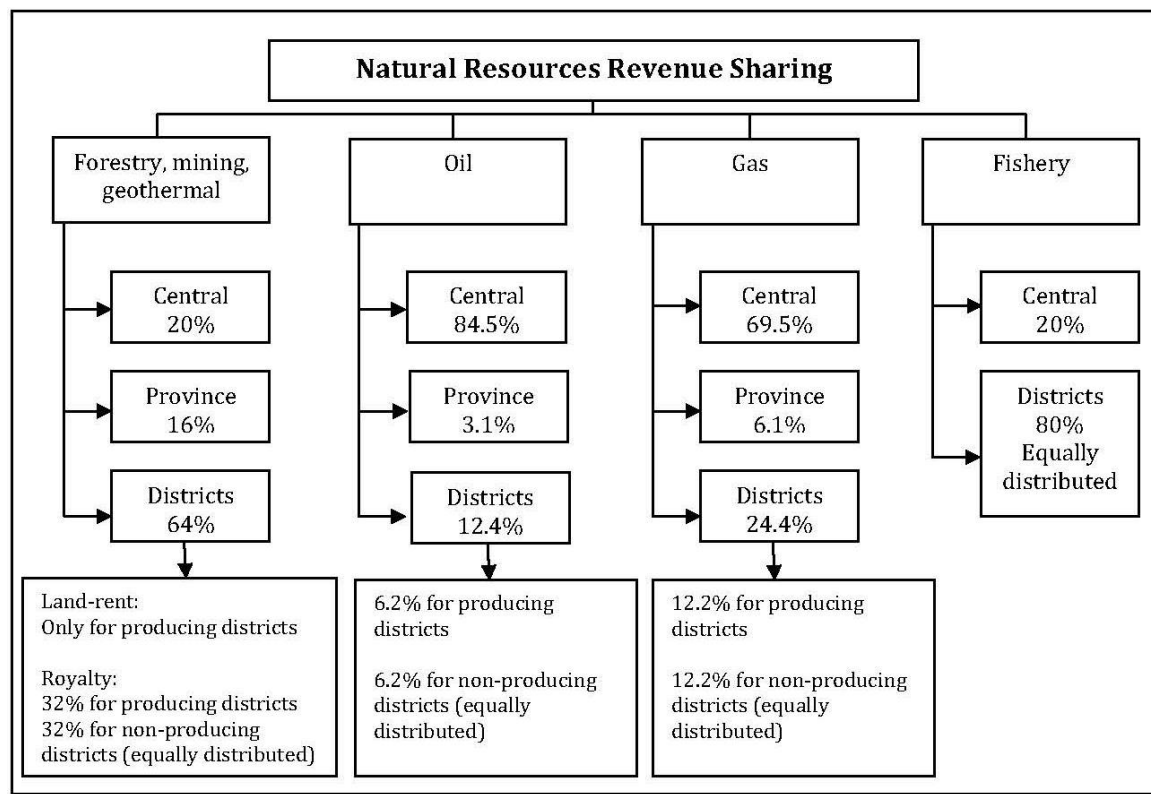 Natural Resources Revenue Sharing
Forestry, mining,
geothermal
Central
20%
Province
16%
Districts
64%
Land-rent:
Only for producing districts
Royalty:
32% for producing districts
32% for non-producing
districts (equally distributed)
Oil
Central
84.5%
Province
3.1%
Districts
12.4%
6.2% for producing
districts
6.2% for non-producing
districts (equally
distributed)
Gas
Central
69.5%
Province
6.1%
Districts
24.4%
12.2% for producing
districts
12.2% for non-producing
districts (equally
distributed)
Fishery
Central
20%
Districts
80%
Equally
distributed